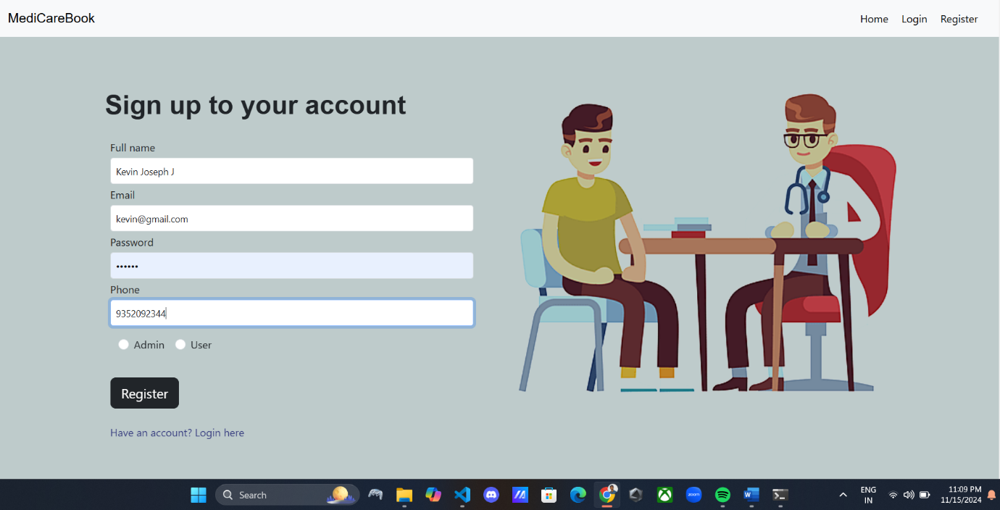 MediCareBook
Home Login Register
Sign up to your account
Full name
Kevin Joseph J
Email
kevin@gmail.com
Password
••••••
Phone
9352092344
Admin User
Register
Have an account? Login here
Search
zoom
ENG
IN
11:09 PM
11/15/2024